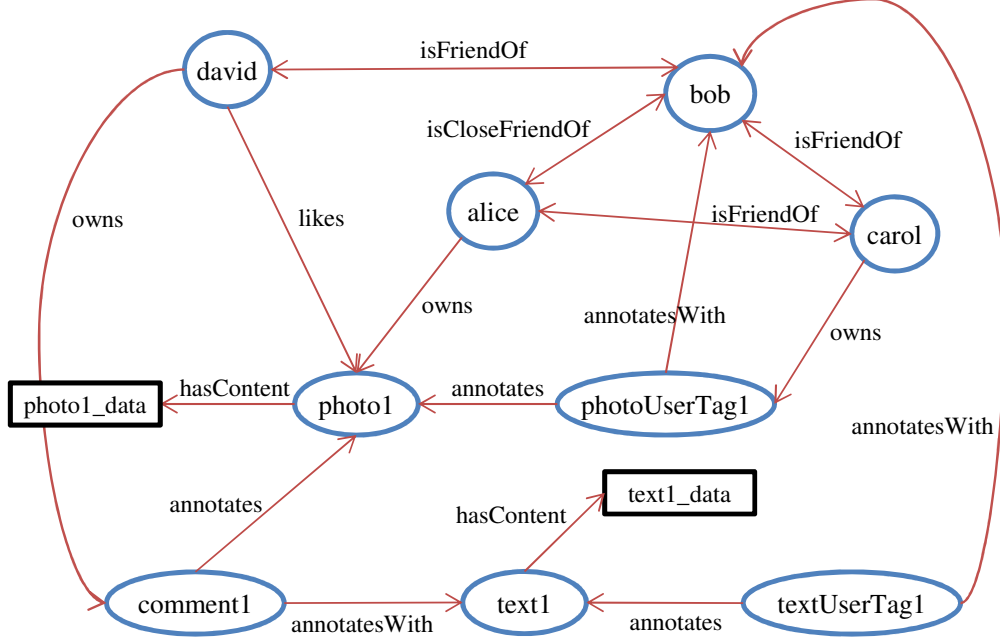 isFriendOf
david
bob
isCloseFriendOf
isFriendOf
owns
likes
alice
isFriendOf
carol
owns
annotatesWith
owns
hasContent
annotates
photo1_data
photo1
photoUserTag1
annotatesWith
annotates
hasContent
text1_data
comment1
text1
textUserTag1
annotatesWith
annotates